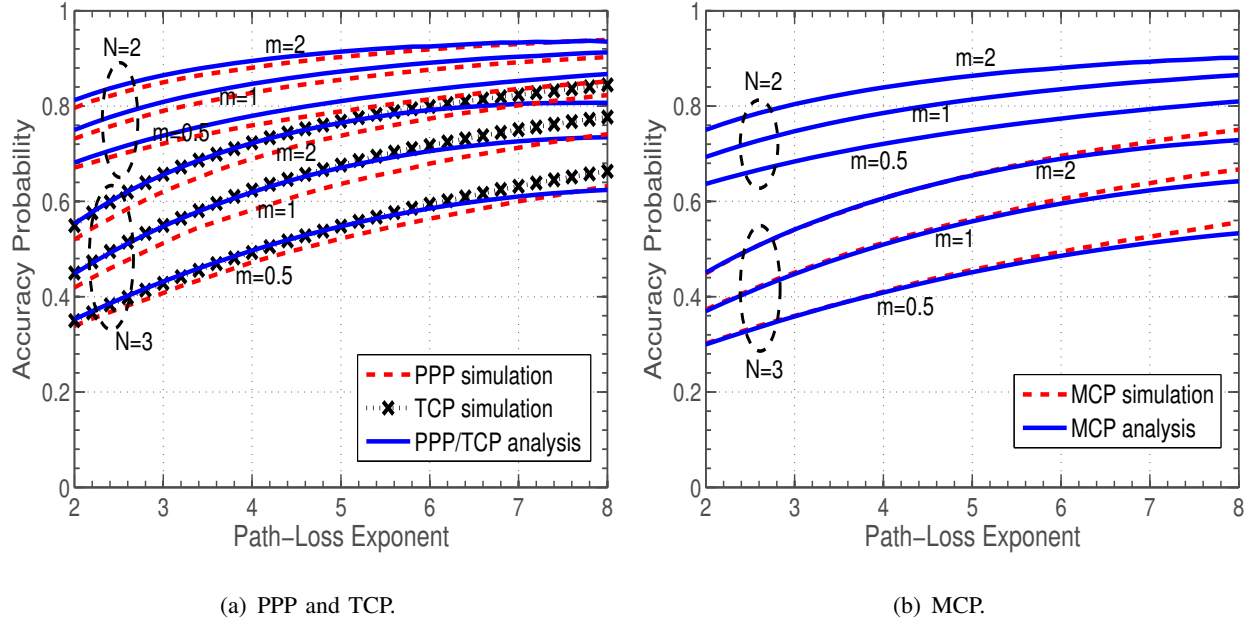 Accuracy Probability
1
0.8
0.6
0.4
0.2
0
N=2
m=2
m=1
m=0.5
m=2
m=1
m=0.5
N=3
PPP simulation
TCP simulation
PPP/TCP analysis
2 3 4 5 6 7 8
Path-Loss Exponent
(a) PPP and TCP.
Accuracy Probability
1
0.8
0.6
0.4
0.2
0
N=2
m=2
m=1
m=0.5
m=2
m=1
m=0.5
N=3
MCP simulation
MCP analysis
2 3 4 5 6 7 8
Path-Loss Exponent
(b) MCP.